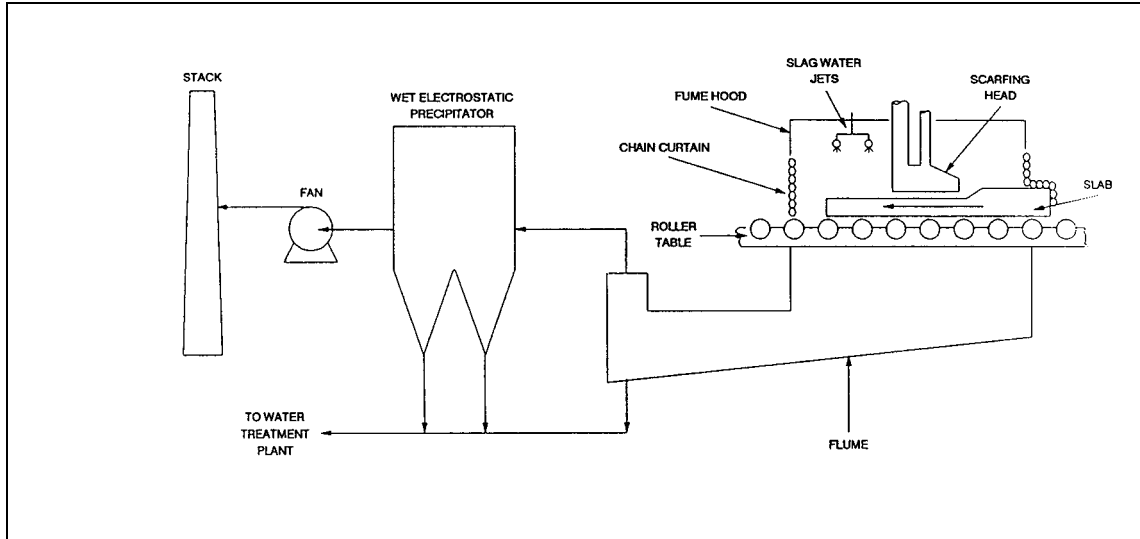 STACK
WET ELECTROSTATIC
PRECIPITATOR
FAN
SLAG WATER
JETS
SCARFING
HEAD
FUME HOOD
CHAIN CURTAIN
SLAB
ROLLER
TABLE
TO WATER
TREATMENT
PLANT
FLUME